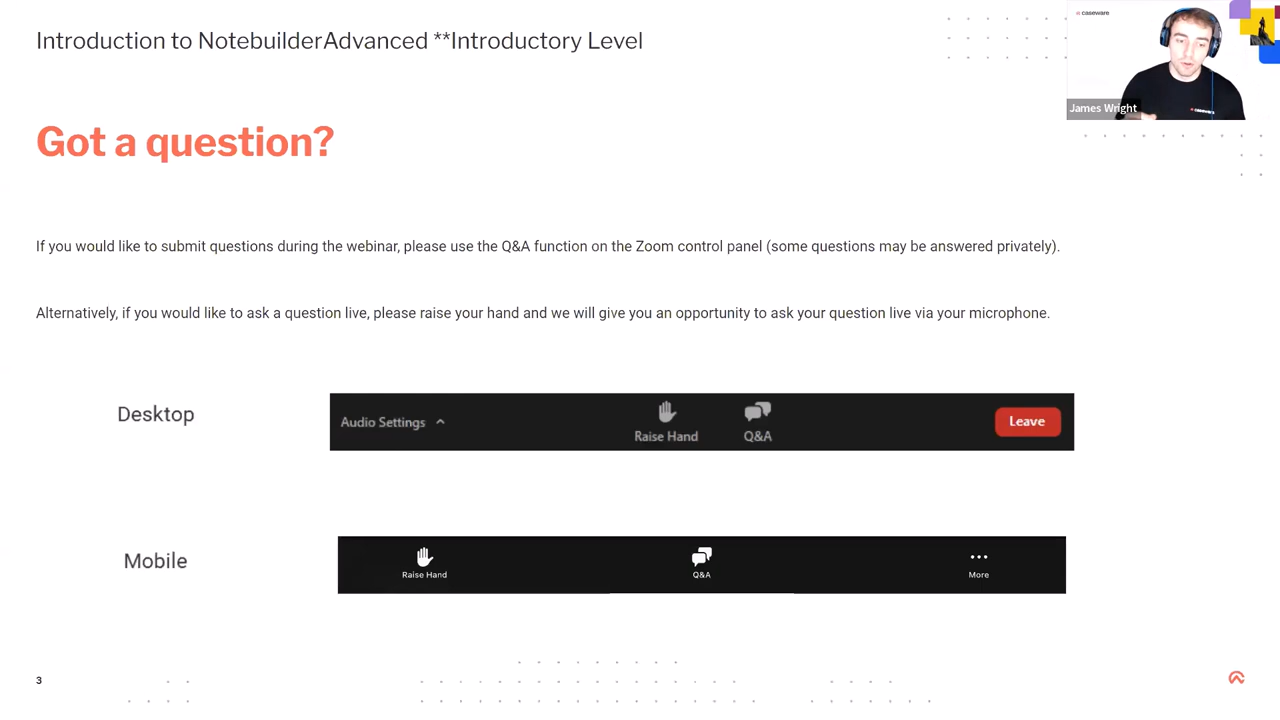 Introduction to NotebuilderAdvanced **Introductory Level
caseware
James Wright
caseware
Got a question?
If you would like to submit questions during the webinar, please use the Q&A function on the Zoom control panel (some questions may be answered privately).
Alternatively, if you would like to ask a question live, please raise your hand and we will give you an opportunity to ask your question live via your microphone.
Desktop
Audio Settings
Raise Hand
Q&A
Leave
Mobile
Raise Hand
Q&A
More
3